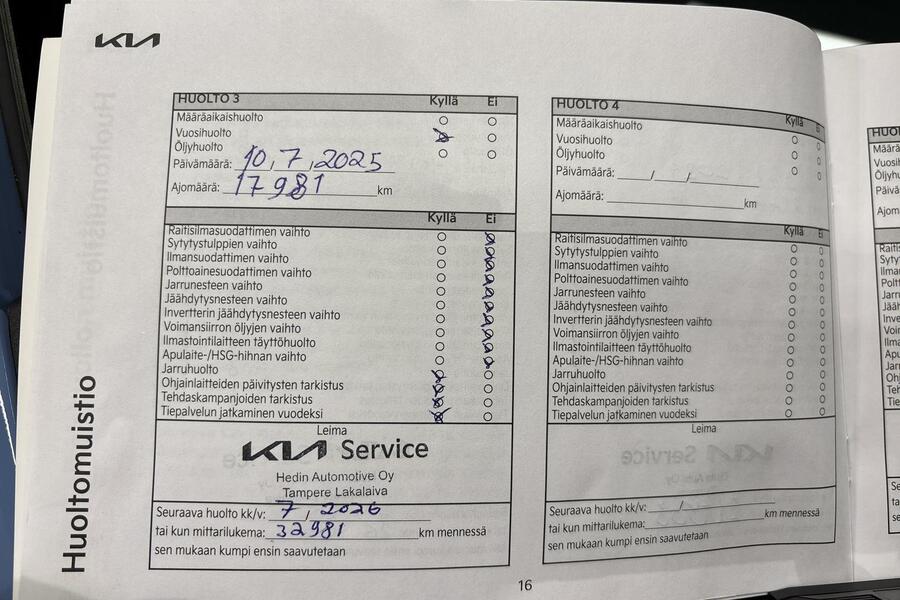 KIA
Huoltomuistio
HUOLTO 3 Kyllä Ei
Määräaikaishuolto
Vuosihuolto
Öljyhuolto
Päivämäärä: 10,7,2025
Ajomäärä: 17981 km
Kyllä Ei
Raitisilmasuodattimen vaihto
Sytytystulppien vaihto
Ilmansuodattimen vaihto
Polttoainesuodattimen vaihto
Jarrunesteen vaihto
Jäähdytysnesteen vaihto
Invertterin jäähdytysnesteen vaihto
Voimansiirron öljyjen vaihto
Ilmastointilaitteen täyttöhuolto
Apulaite-/HSG-hihnan vaihto
Jarruhuolto
Ohjainlaitteiden päivitysten tarkistus
Tehdaskampanjoiden tarkistus
Tiepalvelun jatkaminen vuodeksi
Leima
KIA Service
Hedin Automotive Oy
Tampere Lakalaiva
Seuraava huolto kk/v: 7, 2026
tai kun mittarilukema: 32981 km mennessä
sen mukaan kumpi ensin saavutetaan
HUOLTO 4 Kyllä Ei
Määräaikaishuolto
Vuosihuolto
Öljyhuolto
Päivämäärä: ____/____/________
Ajomäärä: ________________ km
Kyllä Ei
Raitisilmasuodattimen vaihto
Sytytystulppien vaihto
Ilmansuodattimen vaihto
Polttoainesuodattimen vaihto
Jarrunesteen vaihto
Jäähdytysnesteen vaihto
Invertterin jäähdytysnesteen vaihto
Voimansiirron öljyjen vaihto
Ilmastointilaitteen täyttöhuolto
Apulaite-/HSG-hihnan vaihto
Jarruhuolto
Ohjainlaitteiden päivitysten tarkistus
Tehdaskampanjoiden tarkistus
Tiepalvelun jatkaminen vuodeksi
Leima
Seuraava huolto kk/v: ____/________ km mennessä
tai kun mittarilukema: ________________
sen mukaan kumpi ensin saavutetaan
16